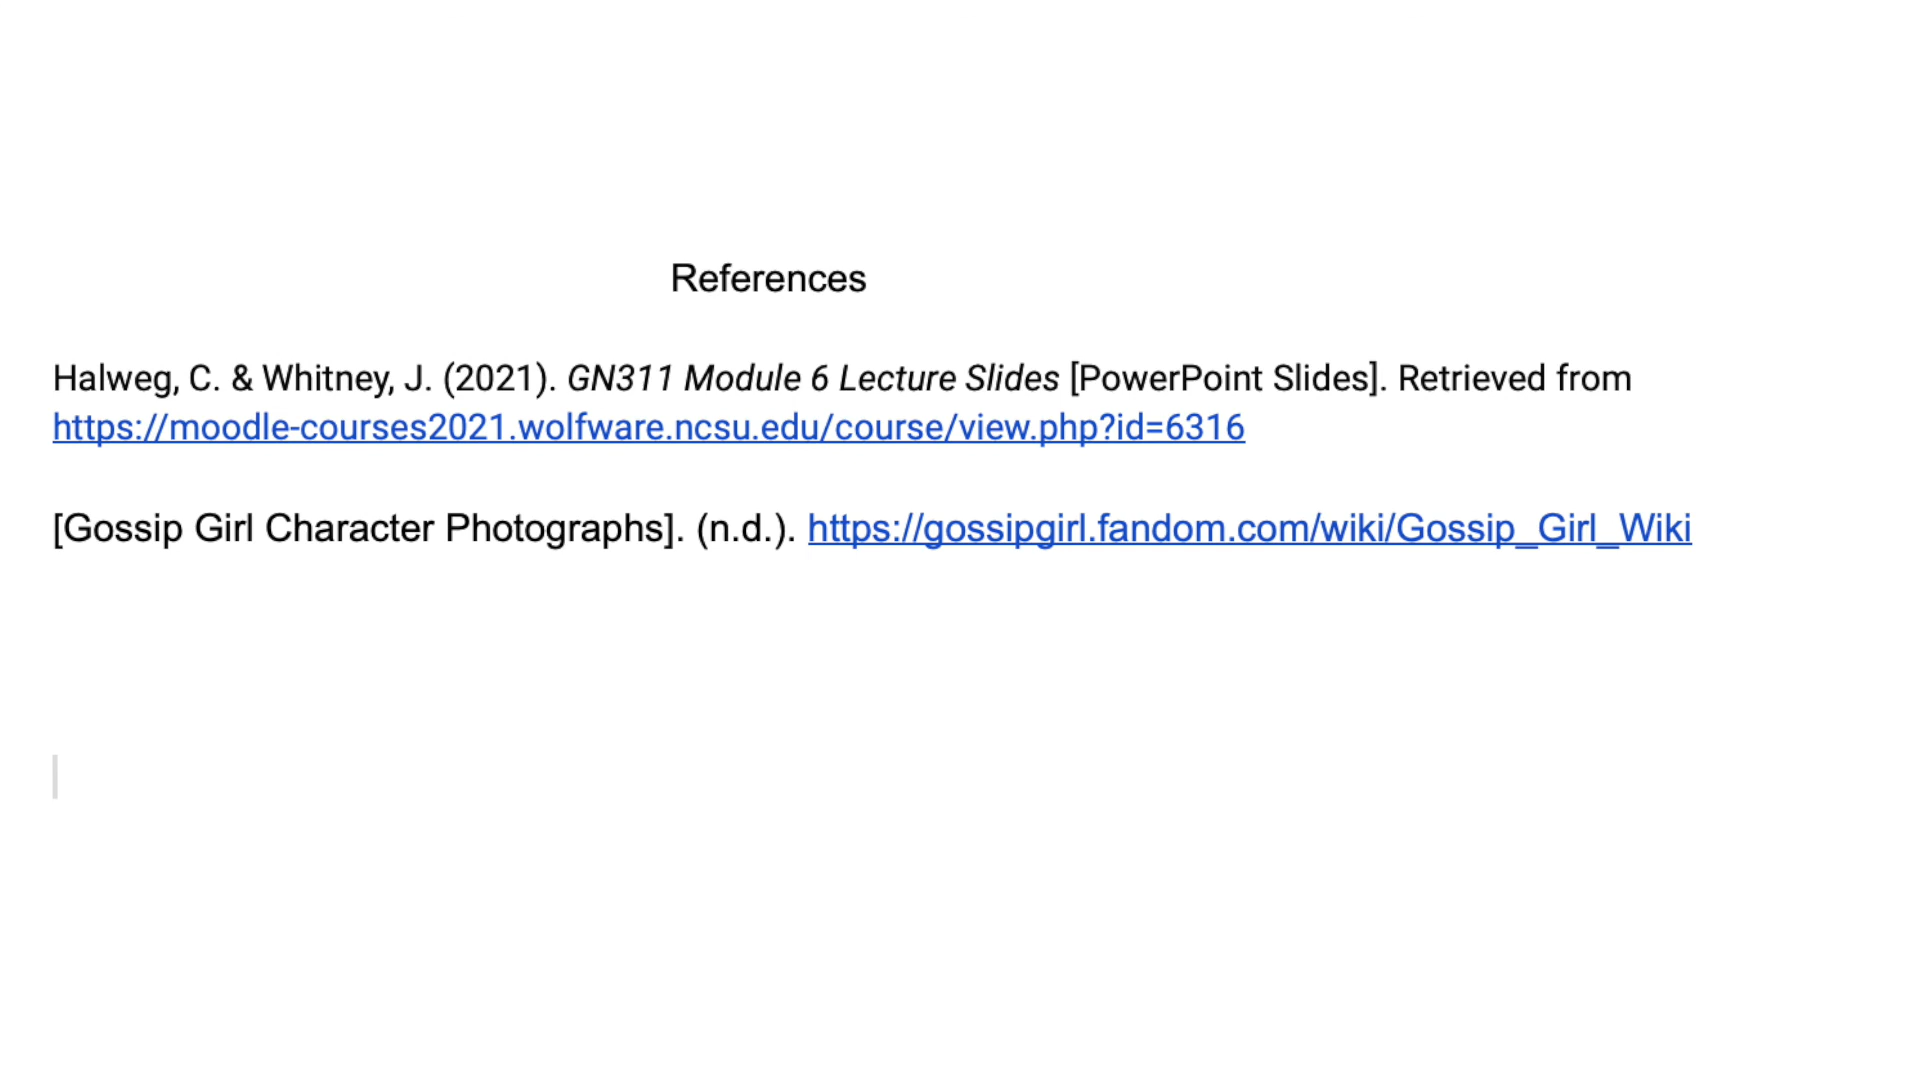 References
Halweg, C. & Whitney, J. (2021). GN311 Module 6 Lecture Slides [PowerPoint Slides]. Retrieved from
https://moodle-courses2021.wolfware.ncsu.edu/course/view.php?id=6316
[Gossip Girl Character Photographs]. (n.d.). https://gossipgirl.fandom.com/wiki/Gossip_Girl_Wiki